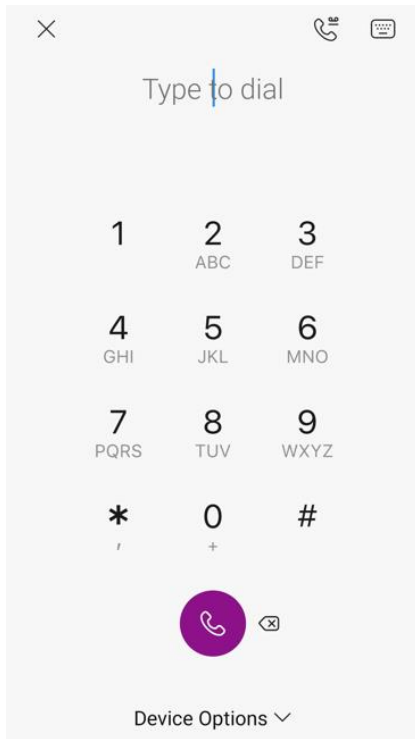 Type to dial
1 2 3
ABC DEF
4 5 6
GHI JKL MNO
7 8 9
PQRS TUV WXYZ
* 0 #
, +
Device Options